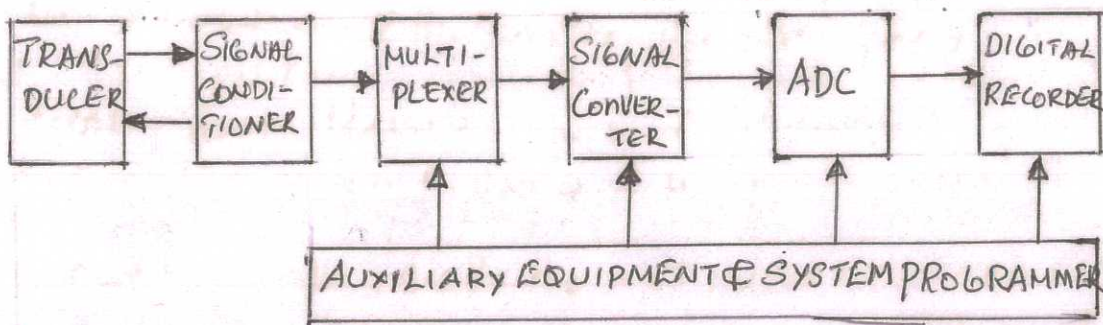 TRANS-
DUCER
SIGNAL
CONDI-
TIONER
MULTI-
PLEXER
SIGNAL
CONVER-
TER
ADC
DIGITAL
RECORDER
AUXILIARY EQUIPMENT & SYSTEM PROGRAMMER